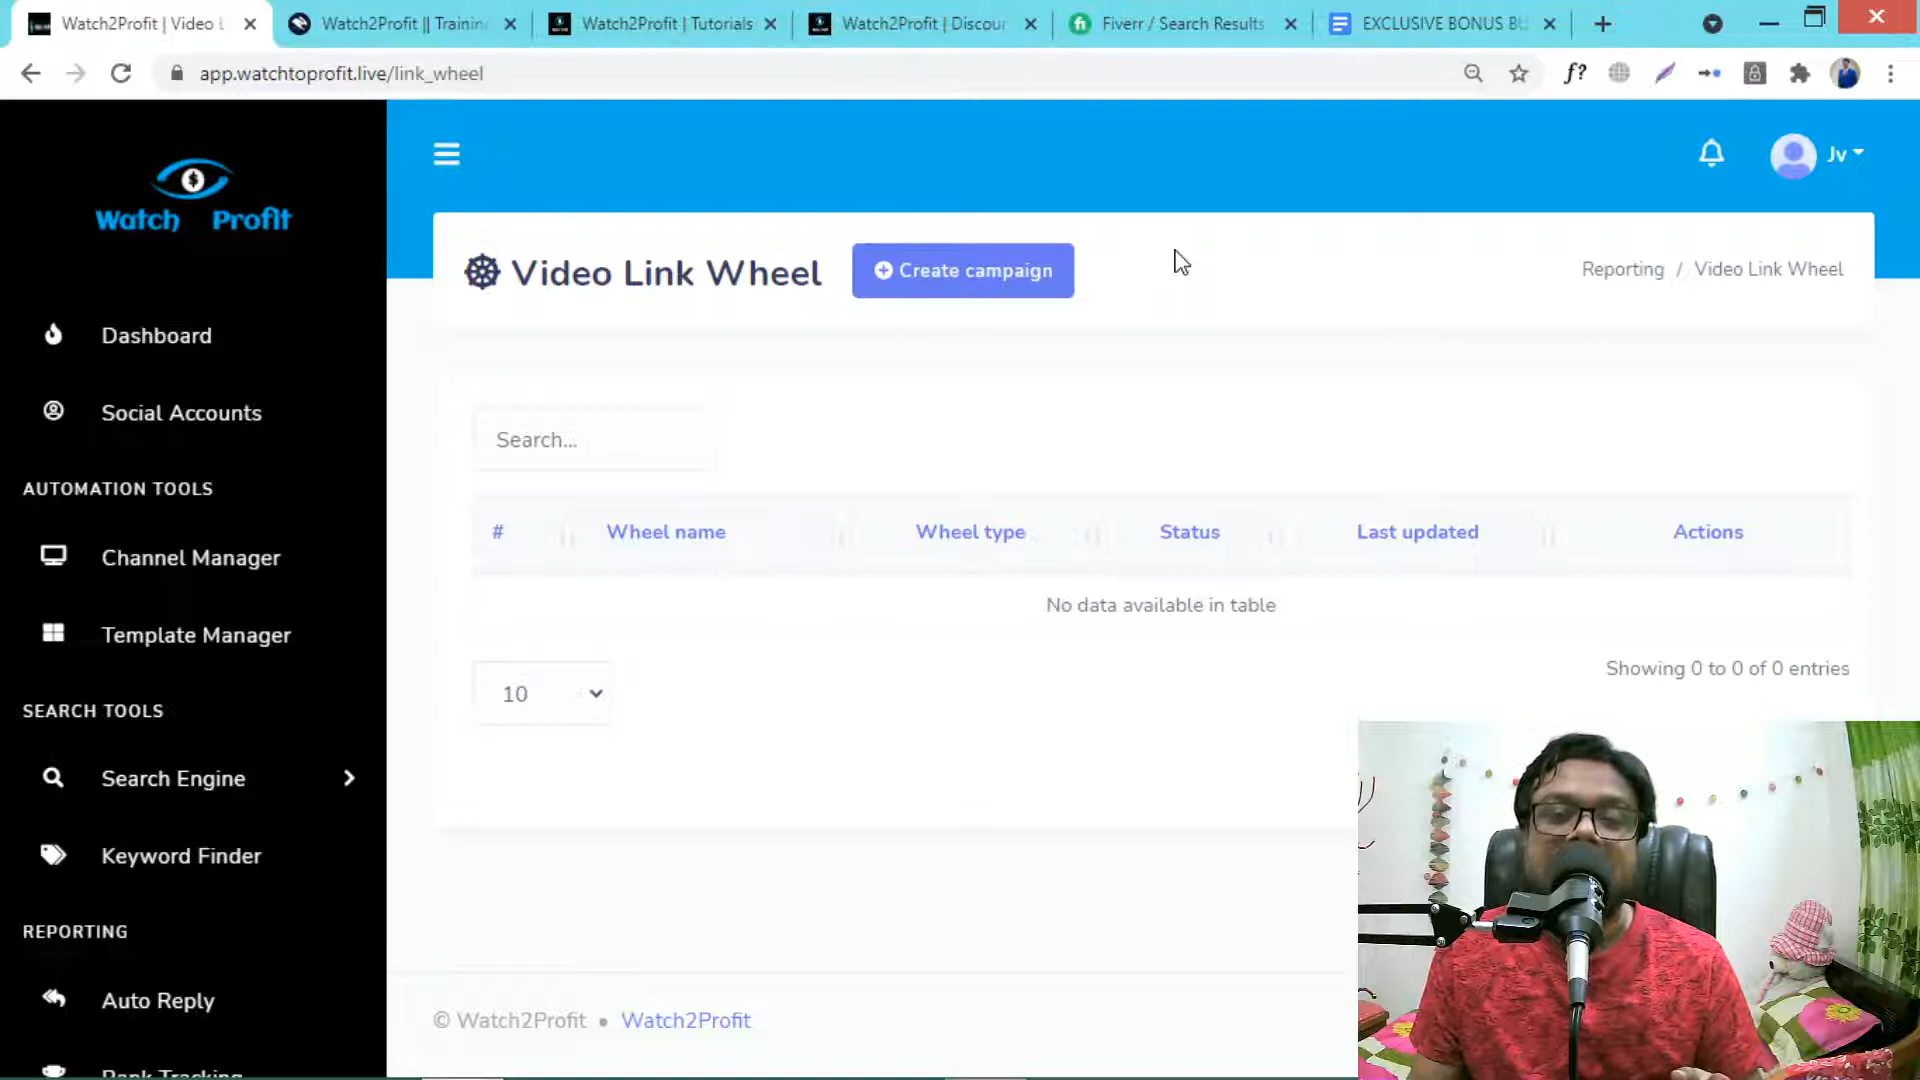 Watch2Profit | Video L
Watch2Profit || Training
Watch2Profit | Tutorials
Watch2Profit | Discour
Fiverr / Search Results
EXCLUSIVE BONUS BU
app.watchtoprofit.live/link_wheel
f?
Watch Profit
Jv
Video Link Wheel
Create campaign
Reporting / Video Link Wheel
Dashboard
Social Accounts
AUTOMATION TOOLS
Channel Manager
Template Manager
SEARCH TOOLS
Search Engine
Keyword Finder
REPORTING
Auto Reply
Rank Tracking
Search...
# Wheel name Wheel type Status Last updated Actions
No data available in table
10
Showing 0 to 0 of 0 entries
© Watch2Profit • Watch2Profit